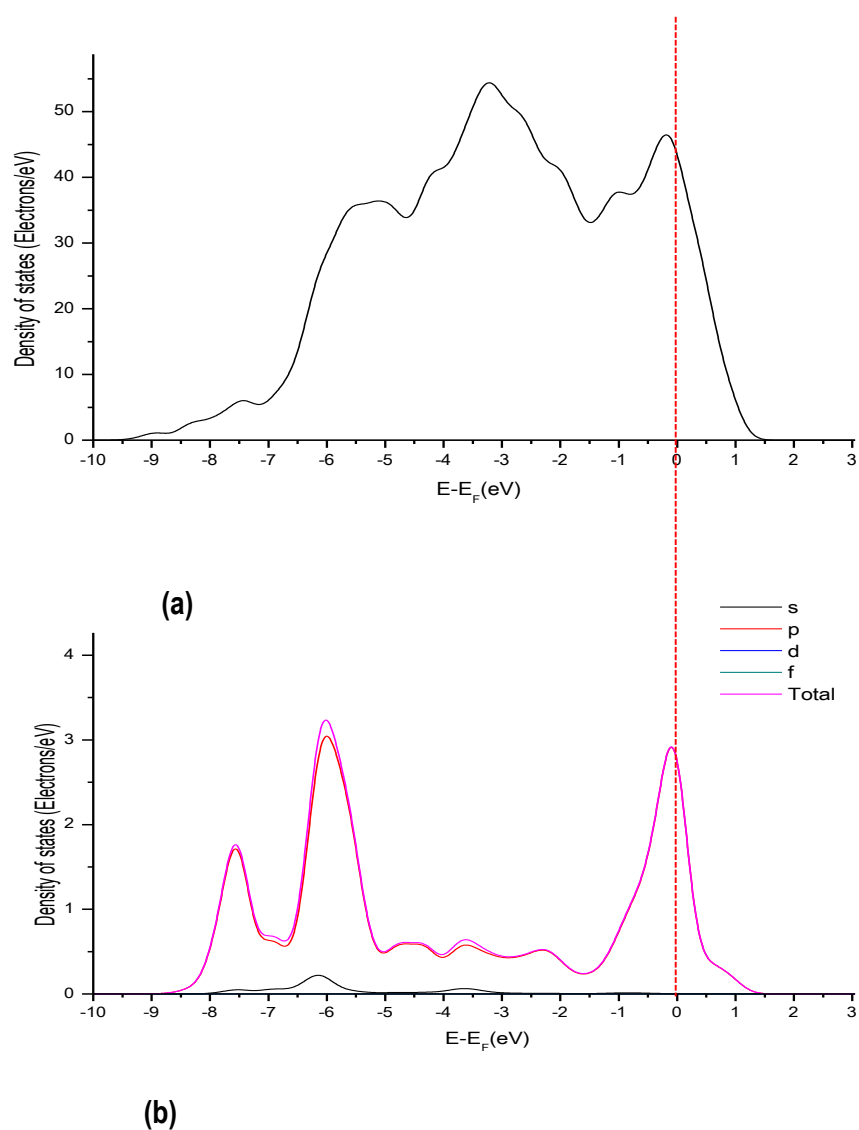 Density of states (Electrons/eV)
50
40
30
20
10
0
-10 -9 -8 -7 -6 -5 -4 -3 -2 -1 0 1 2 3
E-E_F(eV)
(a)
s
p
d
f
Total
Density of states (Electrons/eV)
4
3
2
1
0
-10 -9 -8 -7 -6 -5 -4 -3 -2 -1 0 1 2 3
E-E_F(eV)
(b)